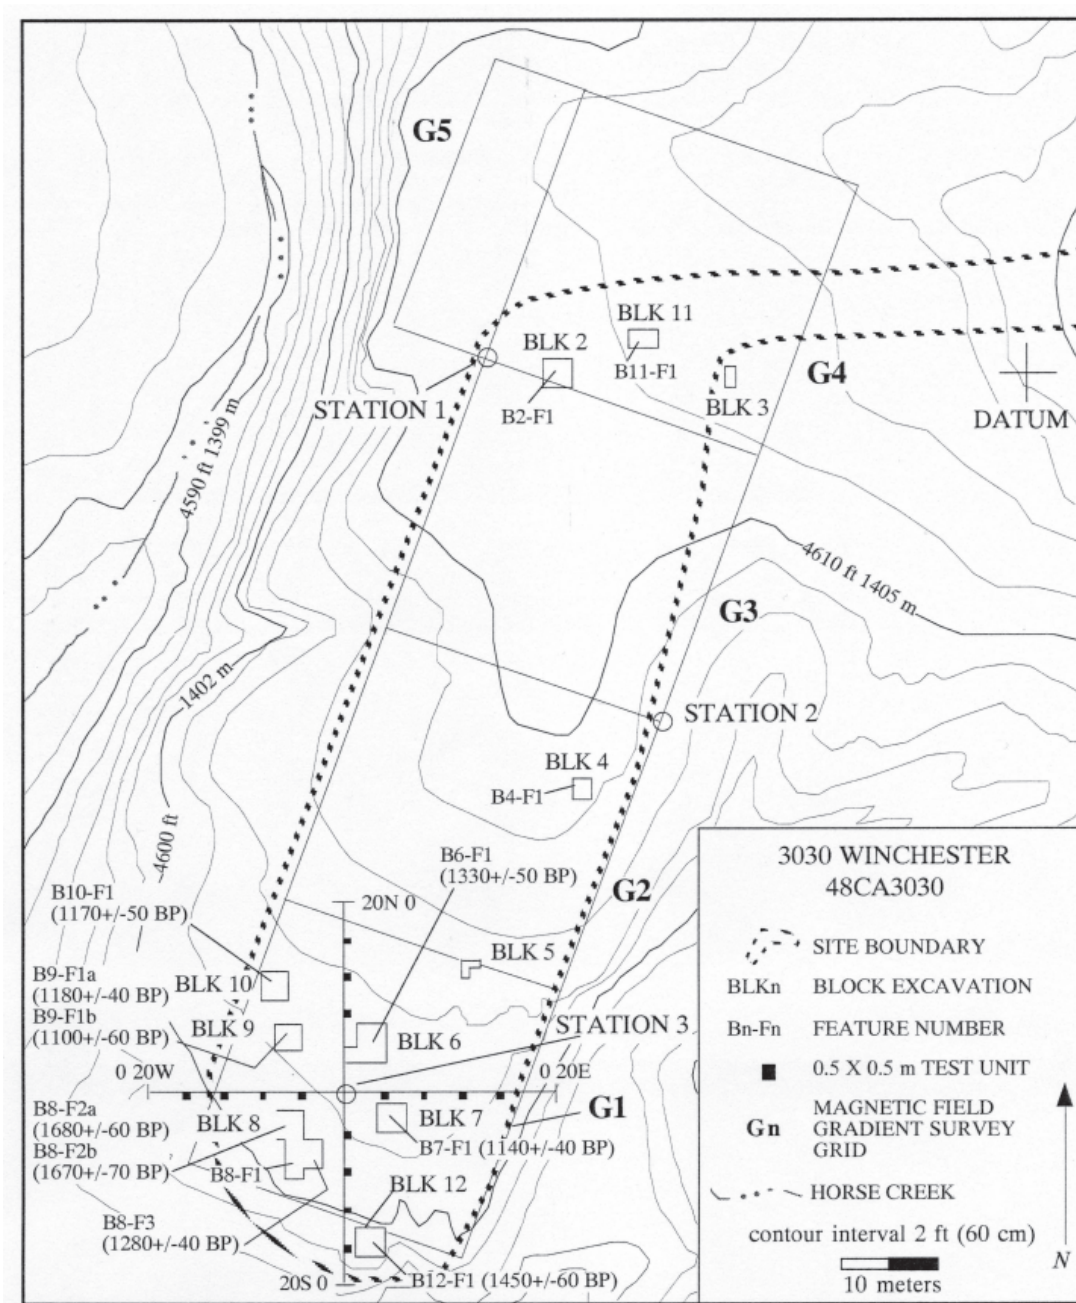 G5
BLK 11
BLK 2
B11-F1
G4
BLK 3
STATION 1
B2-F1
DATUM
4590 ft 1399 m
4610 ft 1405 m
G3
1402 m
STATION 2
BLK 4
B4-F1
4600 ft
B6-F1
(1330+/-50 BP)
G2
B10-F1
(1170+/-50 BP)
20N 0
BLK 5
B9-F1a
(1180+/-40 BP)
B9-F1b
(1100+/-60 BP)
BLK 10
BLK 9
STATION 3
BLK 6
0 20W
0 20E
G1
B8-F2a
(1680+/-60 BP)
B8-F2b
(1670+/-70 BP)
BLK 8
BLK 7
B7-F1 (1140+/-40 BP)
B8-F1
BLK 12
B8-F3
(1280+/-40 BP)
20S 0
B12-F1 (1450+/-60 BP)
3030 WINCHESTER
48CA3030
SITE BOUNDARY
BLKn BLOCK EXCAVATION
Bn-Fn FEATURE NUMBER
0.5 X 0.5 m TEST UNIT
Gn MAGNETIC FIELD
GRADIENT SURVEY
GRID
HORSE CREEK
contour interval 2 ft (60 cm)
10 meters
N